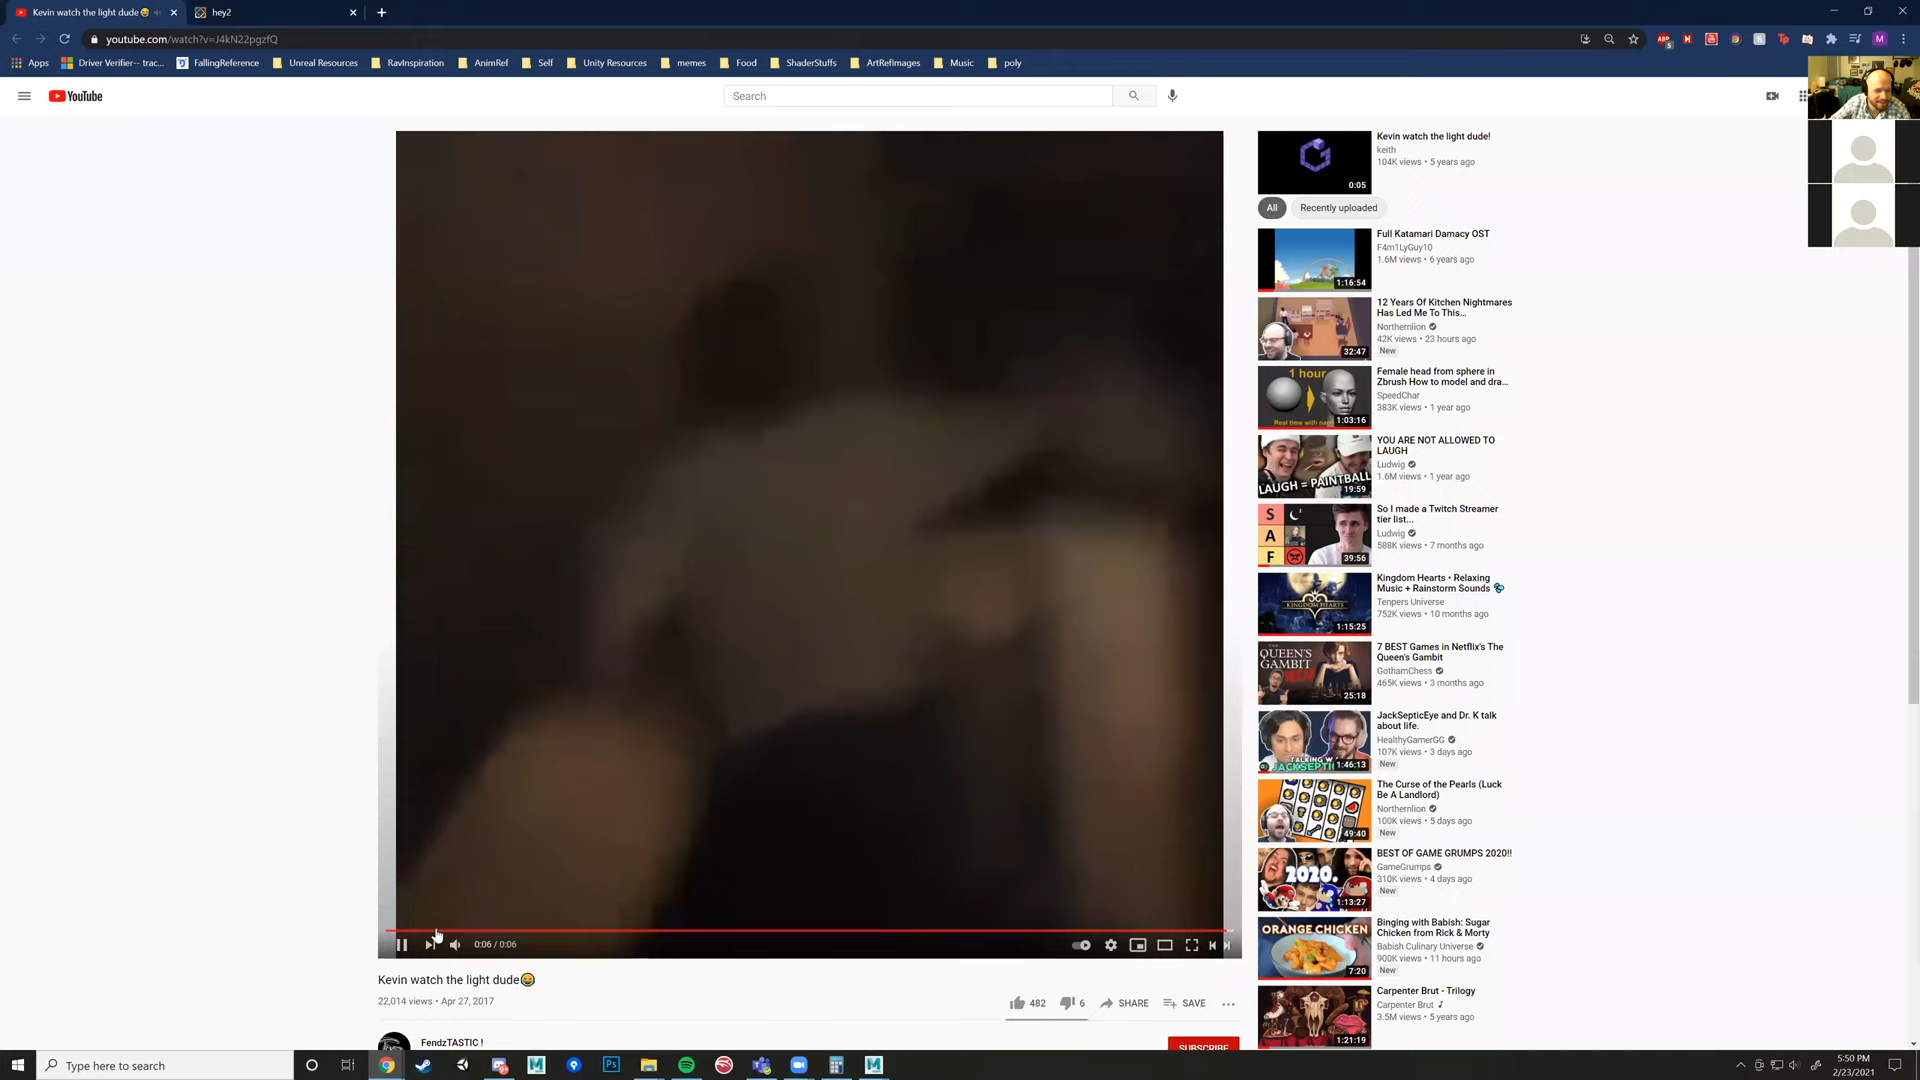 Kevin watch the light dude😂
hey2
youtube.com/watch?v=J4kN22pgzfQ
Apps
Driver Verifier-- trac...
FallingReference
Unreal Resources
RavInspiration
AnimRef
Self
Unity Resources
memes
Food
ShaderStuffs
ArtRefImages
Music
poly
YouTube
Search
Kevin watch the light dude!
keith
104K views • 5 years ago
0:05
All
Recently uploaded
Full Katamari Damacy OST
F4m1LyGuy10
1.6M views • 6 years ago
1:16:54
12 Years Of Kitchen Nightmares
Has Led Me To This...
Northernlion
42K views • 23 hours ago
New
32:47
1 hour
Female head from sphere in
Zbrush How to model and dra...
SpeedChar
383K views • 1 year ago
1:03:16
YOU ARE NOT ALLOWED TO
LAUGH
Ludwig
1.6M views • 1 year ago
LAUGH = PAINTBALL
19:59
So I made a Twitch Streamer
tier list...
Ludwig
588K views • 7 months ago
S
A
F
39:56
Kingdom Hearts • Relaxing
Music + Rainstorm Sounds
Tenpers Universe
752K views • 10 months ago
KINGDOM HEARTS
1:15:25
7 BEST Games in Netflix's The
Queen's Gambit
GothamChess
465K views • 3 months ago
QUEEN'S
GAMBIT
RECAP
25:18
JackSepticEye and Dr. K talk
about life.
HealthyGamerGG
107K views • 3 days ago
New
1:46:13
The Curse of the Pearls (Luck
Be A Landlord)
Northernlion
100K views • 5 days ago
New
49:40
BEST OF GAME GRUMPS 2020!!
GameGrumps
310K views • 4 days ago
New
2020.
1:13:27
Binging with Babish: Sugar
Chicken from Rick & Morty
Babish Culinary Universe
900K views • 11 hours ago
New
ORANGE CHICKEN
7:20
Carpenter Brut - Trilogy
Carpenter Brut
3.5M views • 5 years ago
1:21:19
0:06 / 0:06
Kevin watch the light dude😂
22,014 views • Apr 27, 2017
482
6
SHARE
SAVE
FendzTASTIC !
SUBSCRIBE
Type here to search
5:50 PM
2/23/2021